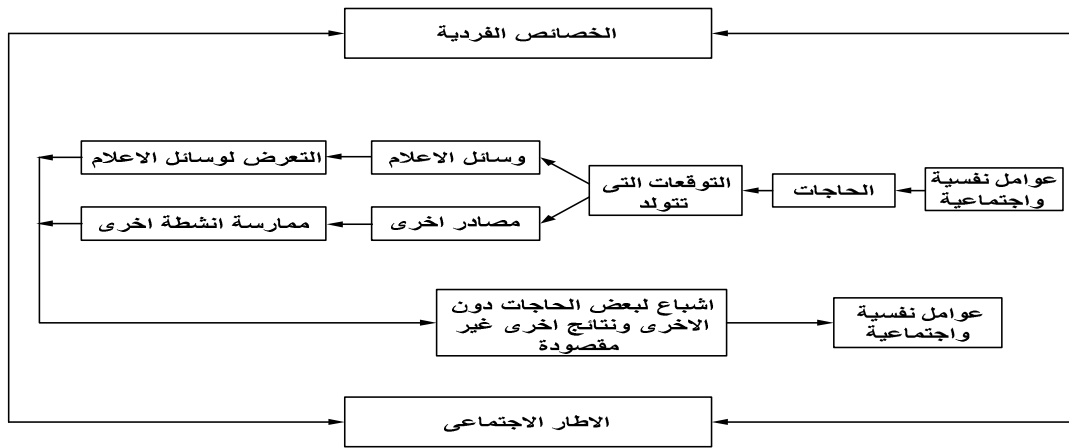 الخصائص الفردية
عوامل نفسية
واجتماعية
الحاجات
التوقعات التى
تتولد
وسائل الاعلام
التعرض لوسائل الاعلام
مصادر اخرى
ممارسة انشطة اخرى
اشباع لبعض الحاجات دون
الاخرى ونتائج اخرى غير
مقصودة
عوامل نفسية
واجتماعية
الاطار الاجتماعى